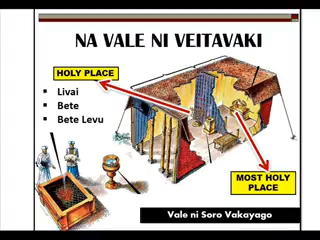 NA VALE NI VEITAVAKI
HOLY PLACE
▪ Livai
▪ Bete
▪ Bete Levu
MOST HOLY
PLACE
Vale ni Soro Vakayago